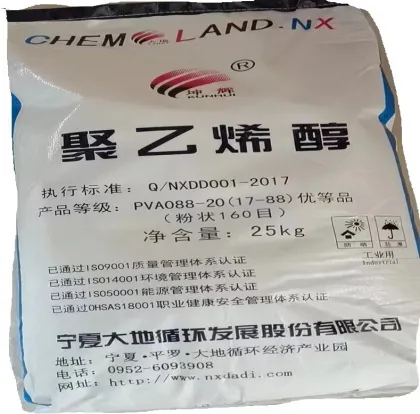 CHEM LAND·NX
坤辉
KUNHUI
聚乙烯醇
执行标准: Q/NXDD001-2017
产品等级: PVA088-20(17-88)优等品
(粉状160目)
净含量: 25kg
工业用
Industrial
已通过ISO9001质量管理体系认证
已通过ISO14001环境管理体系认证
已通过ISO50001能源管理体系认证
已通过OHSAS18001职业健康安全管理体系认证
宁夏大地循环发展股份有限公司
地址: 宁夏·平罗·大地循环经济产业园
电话: 0952-6093908
网址: http://www.nxdadi.com